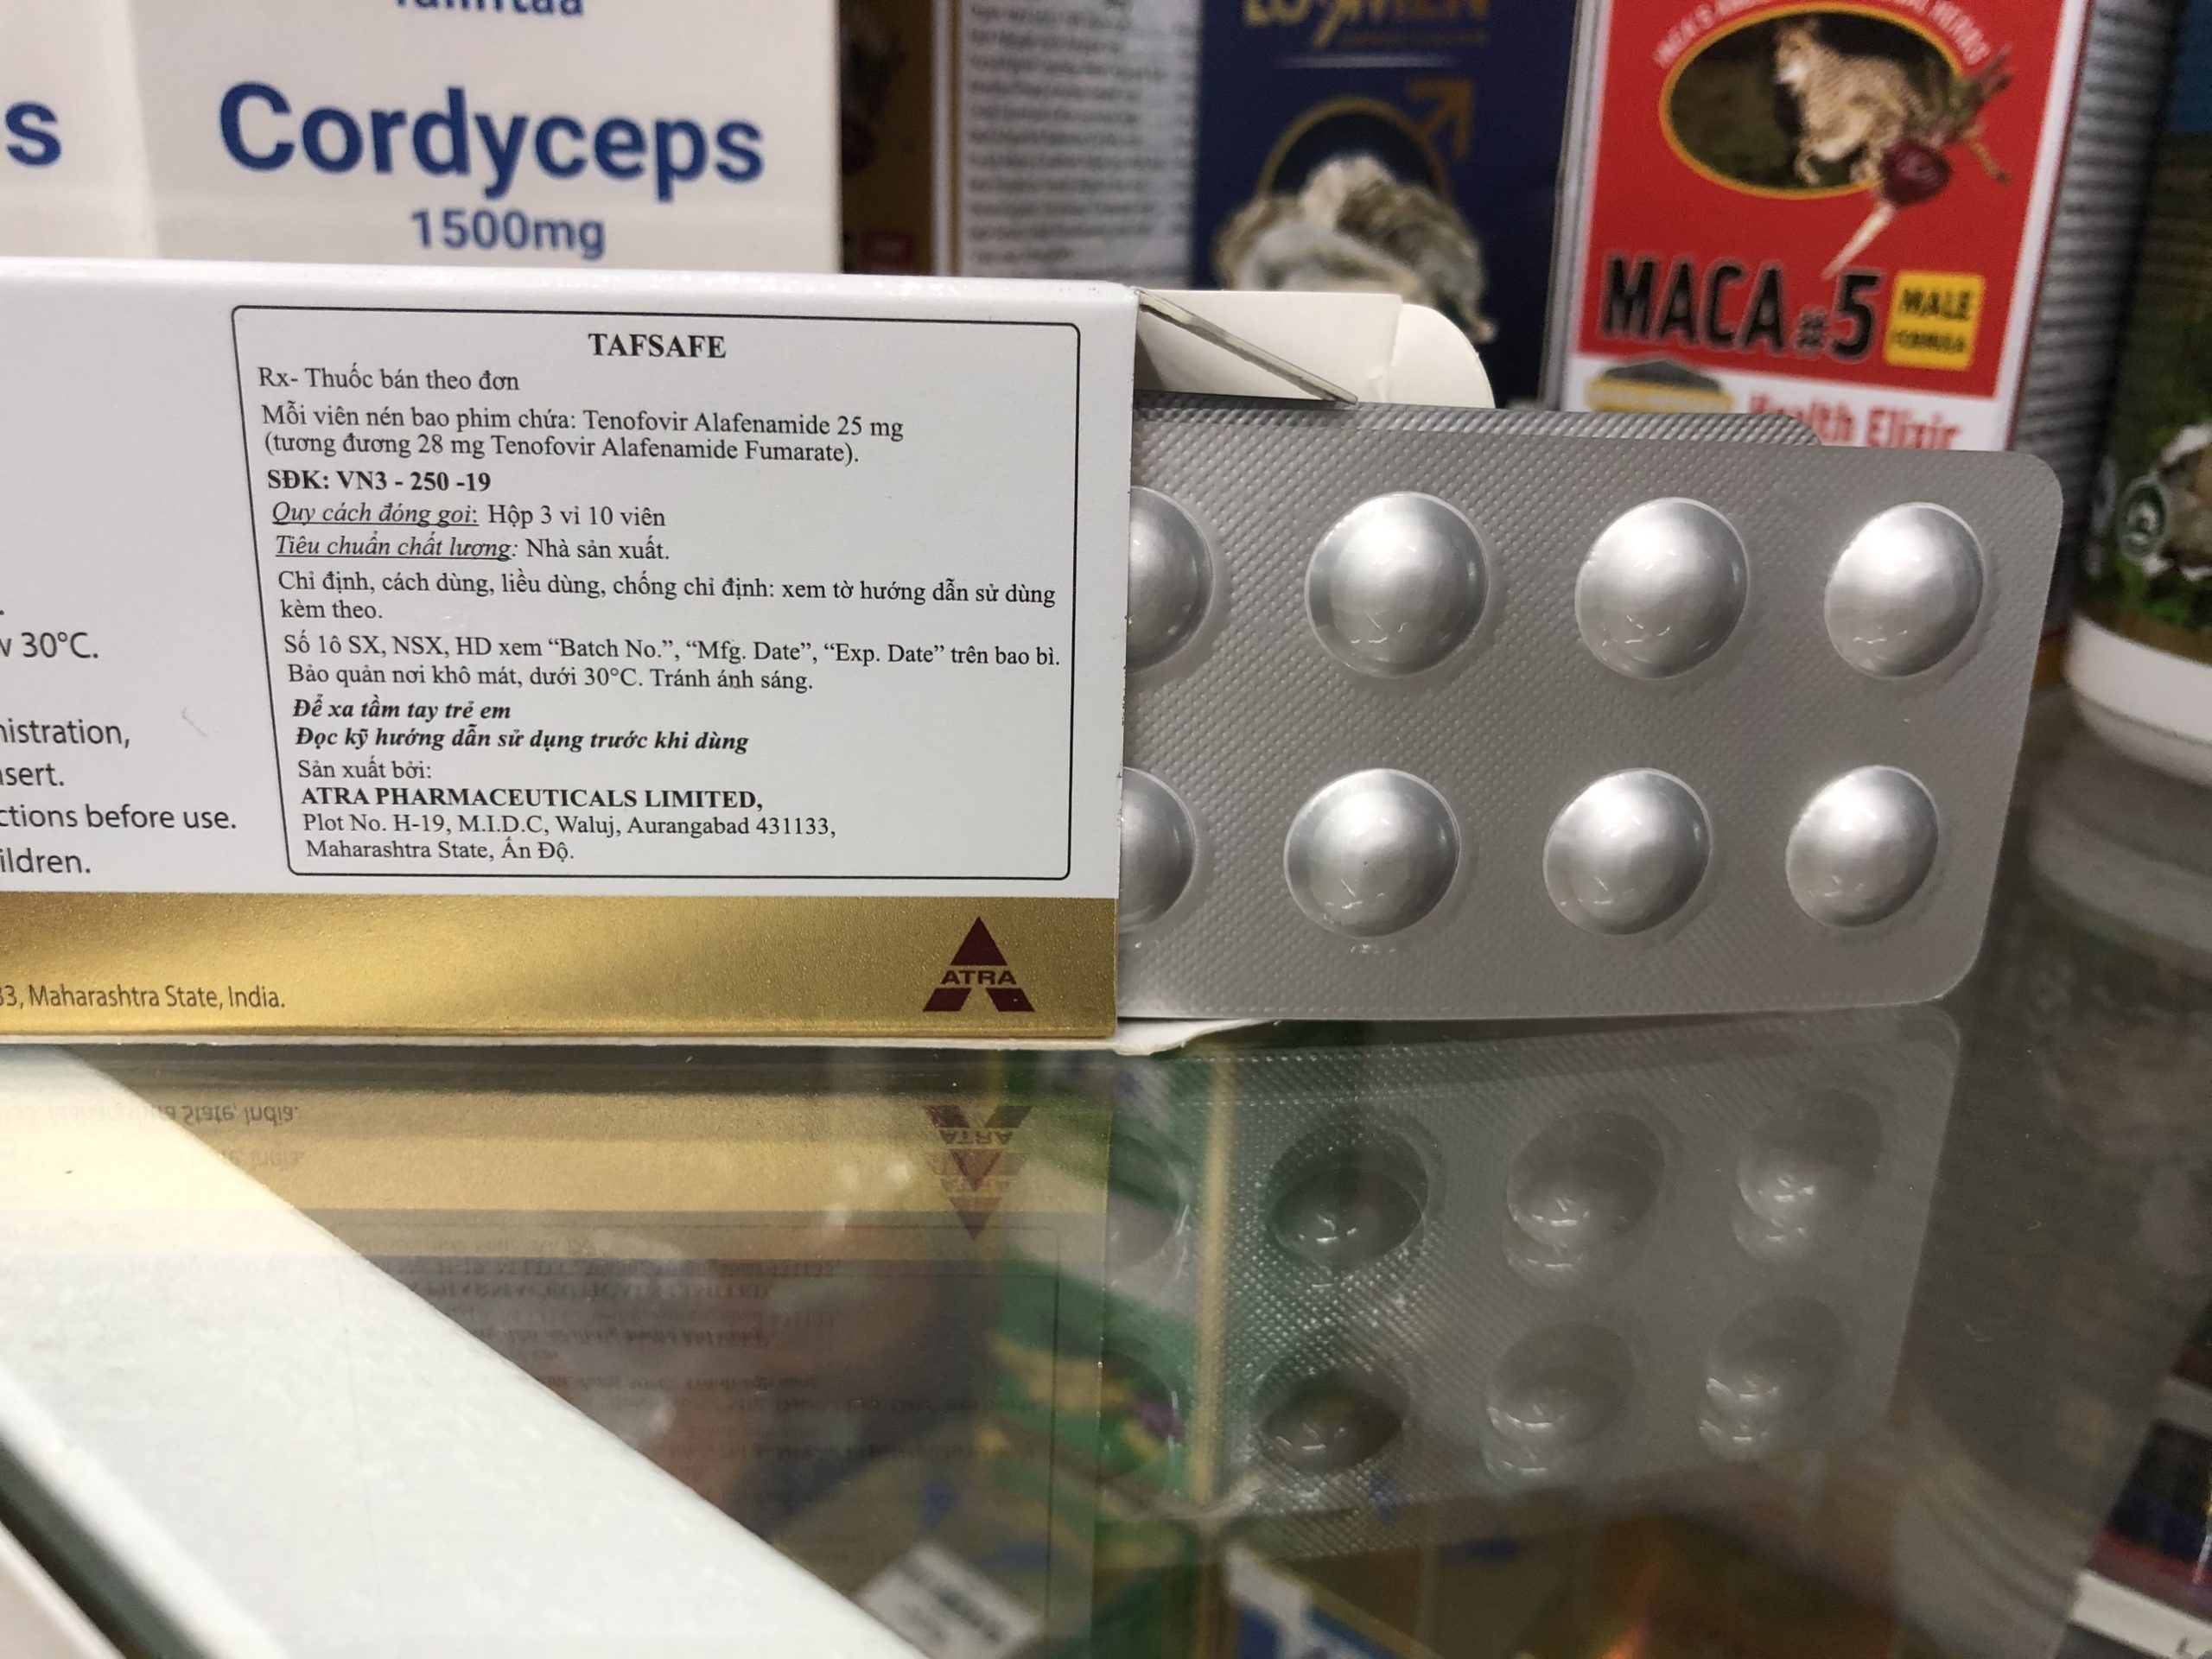 Cordyceps
1500mg
s
MACA #5
MALE
FORMULA
Health Elixir
TAFSAFE
Rx- Thuốc bán theo đơn
Mỗi viên nén bao phim chứa: Tenofovir Alafenamide 25 mg
(tương đương 28 mg Tenofovir Alafenamide Fumarate).
SĐK: VN3 - 250 -19
Quy cách đóng goi: Hộp 3 vỉ 10 viên
Tiêu chuẩn chất lượng: Nhà sản xuất.
Chỉ định, cách dùng, liều dùng, chống chỉ định: xem tờ hướng dẫn sử dùng
kèm theo.
Số lô SX, NSX, HD xem “Batch No.”, “Mfg. Date”, “Exp. Date” trên bao bì.
Bảo quản nơi khô mát, dưới 30°C. Tránh ánh sáng.
Để xa tầm tay trẻ em
Đọc kỹ hướng dẫn sử dụng trước khi dùng
Sản xuất bởi:
ATRA PHARMACEUTICALS LIMITED,
Plot No. H-19, M.I.D.C, Waluj, Aurangabad 431133,
Maharashtra State, Ấn Độ.
30°C.
nistration,
sert.
ctions before use.
ildren.
33, Maharashtra State, India.
ATRA